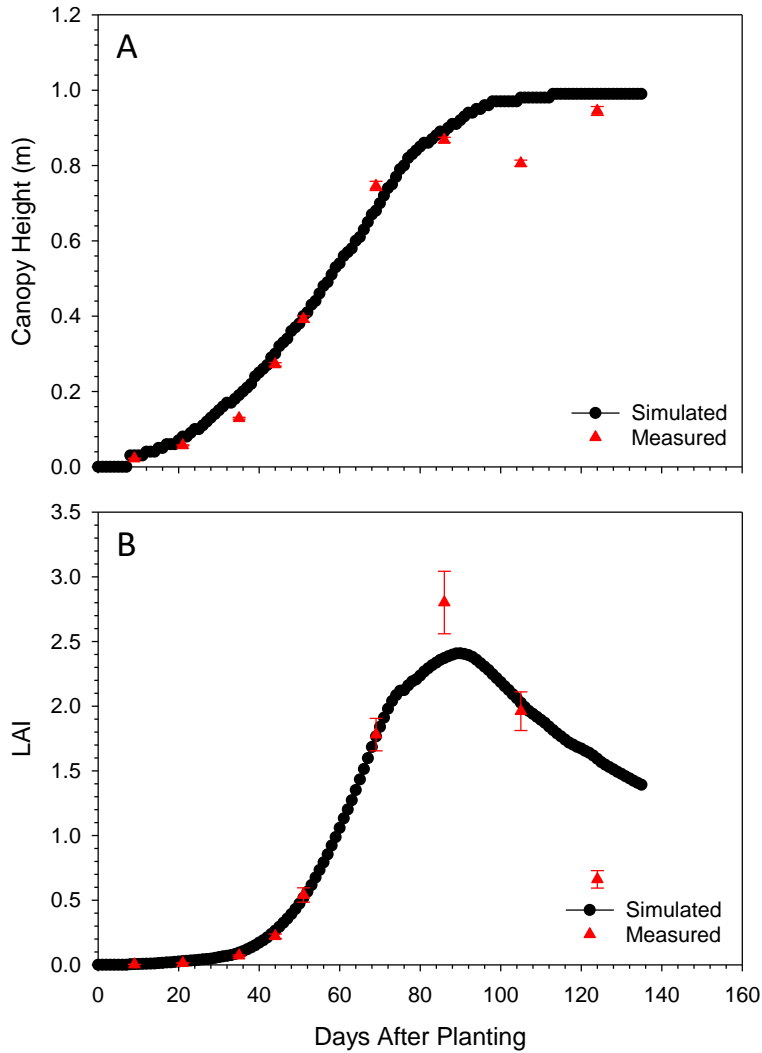 A
1.2
1.0
0.8
0.6
0.4
0.2
0.0
Canopy Height (m)
Simulated
Measured
B
3.5
3.0
2.5
2.0
1.5
1.0
0.5
0.0
LAI
Simulated
Measured
0 20 40 60 80 100 120 140 160
Days After Planting